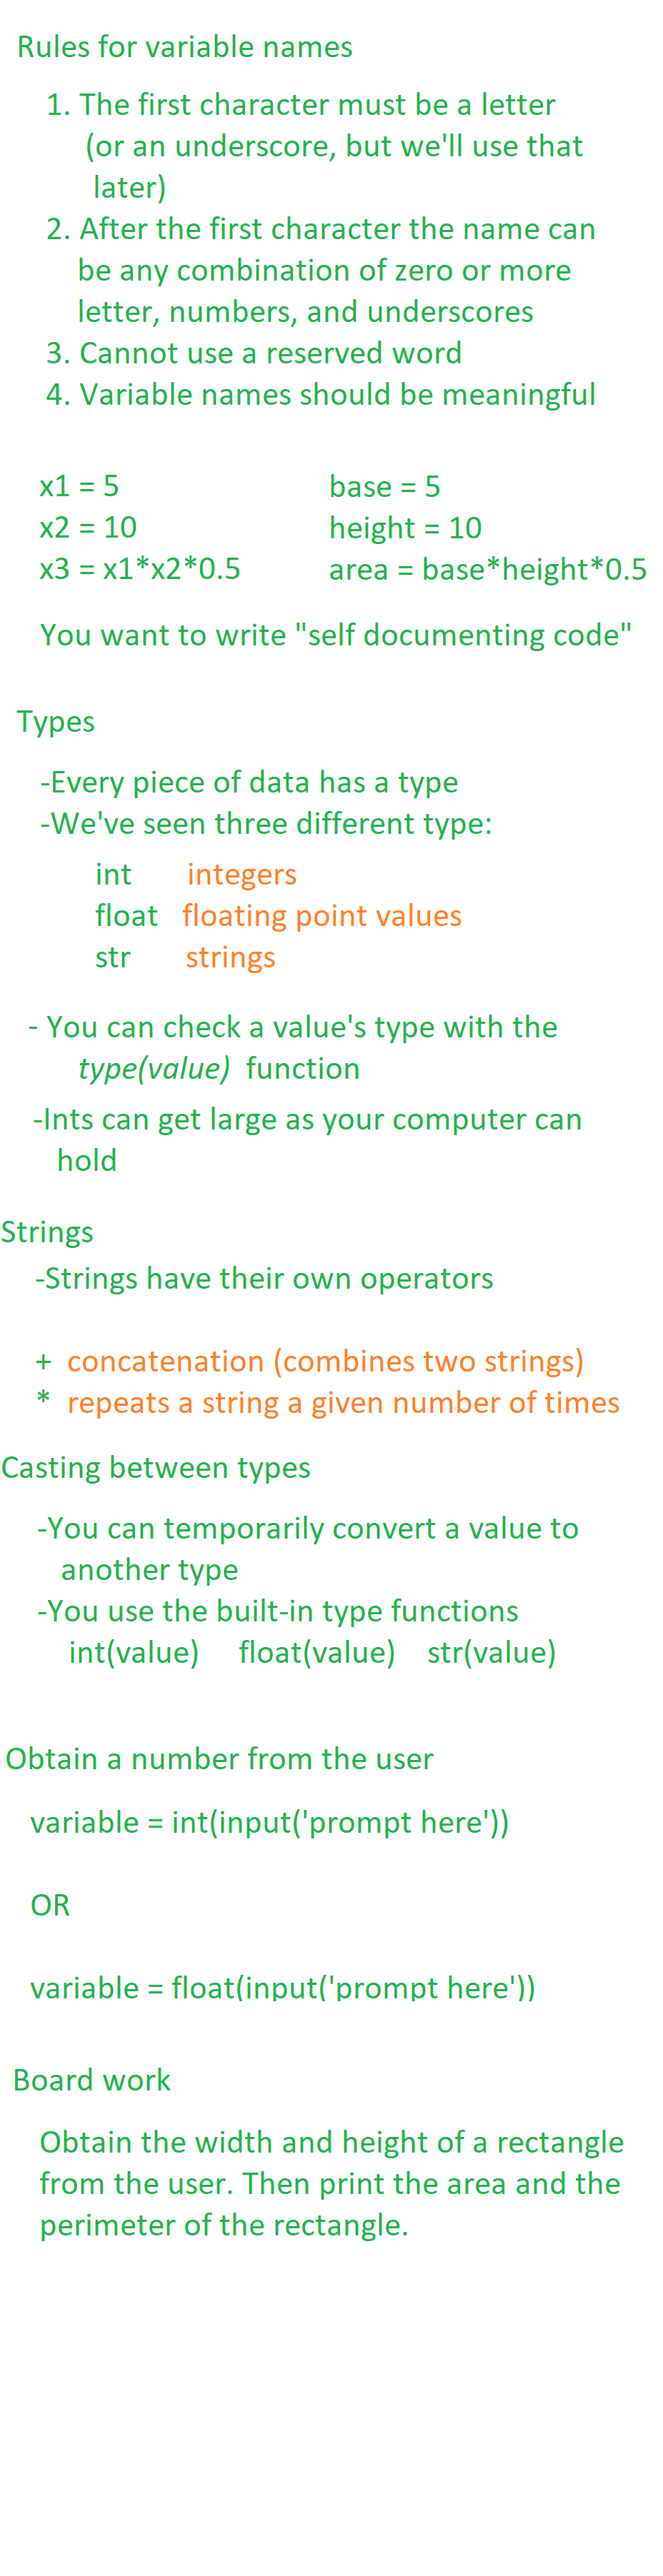 Rules for variable names
1. The first character must be a letter
(or an underscore, but we'll use that
later)
2. After the first character the name can
be any combination of zero or more
letter, numbers, and underscores
3. Cannot use a reserved word
4. Variable names should be meaningful
x1 = 5
x2 = 10
x3 = x1*x2*0.5
base = 5
height = 10
area = base*height*0.5
You want to write "self documenting code"
Types
-Every piece of data has a type
-We've seen three different type:
int integers
float floating point values
str strings
- You can check a value's type with the
type(value) function
-Ints can get large as your computer can
hold
Strings
-Strings have their own operators
+ concatenation (combines two strings)
* repeats a string a given number of times
Casting between types
-You can temporarily convert a value to
another type
-You use the built-in type functions
int(value) float(value) str(value)
Obtain a number from the user
variable = int(input('prompt here'))
OR
variable = float(input('prompt here'))
Board work
Obtain the width and height of a rectangle
from the user. Then print the area and the
perimeter of the rectangle.